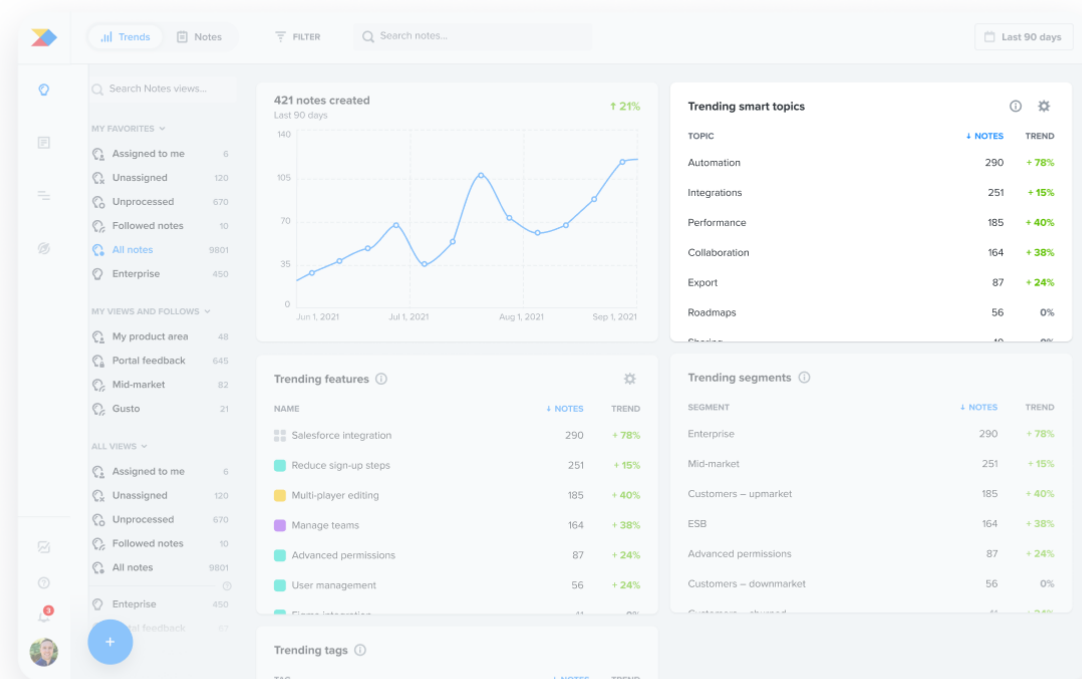 Trends Notes FILTER Search notes... Last 90 days
Search Notes views...
MY FAVORITES
Assigned to me 6
Unassigned 120
Unprocessed 670
Followed notes 10
All notes 9801
Enterprise 450
MY VIEWS AND FOLLOWS
My product area 48
Portal feedback 645
Mid-market 82
Gusto 21
ALL VIEWS
Assigned to me 6
Unassigned 120
Unprocessed 670
Followed notes 10
All notes 9801
Enteprise 450
3
+
421 notes created ↑ 21%
Last 90 days
140
105
70
35
0
Jun 1, 2021 Jul 1, 2021 Aug 1, 2021 Sep 1, 2021
Trending smart topics
TOPIC ↓ NOTES TREND
Automation 290 + 78%
Integrations 251 + 15%
Performance 185 + 40%
Collaboration 164 + 38%
Export 87 + 24%
Roadmaps 56 0%
Trending features
NAME ↓ NOTES TREND
Salesforce integration 290 + 78%
Reduce sign-up steps 251 + 15%
Multi-player editing 185 + 40%
Manage teams 164 + 38%
Advanced permissions 87 + 24%
User management 56 + 24%
Trending segments
SEGMENT ↓ NOTES TREND
Enterprise 290 + 78%
Mid-market 251 + 15%
Customers – upmarket 185 + 40%
ESB 164 + 38%
Advanced permissions 87 + 24%
Customers – downmarket 56 0%
Trending tags
TAG ↓ NOTES TREND